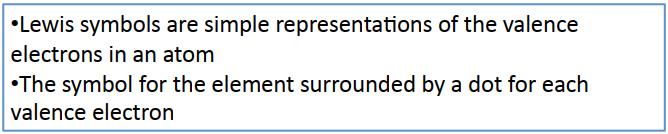 •Lewis symbols are simple representations of the valence
electrons in an atom
•The symbol for the element surrounded by a dot for each
valence electron